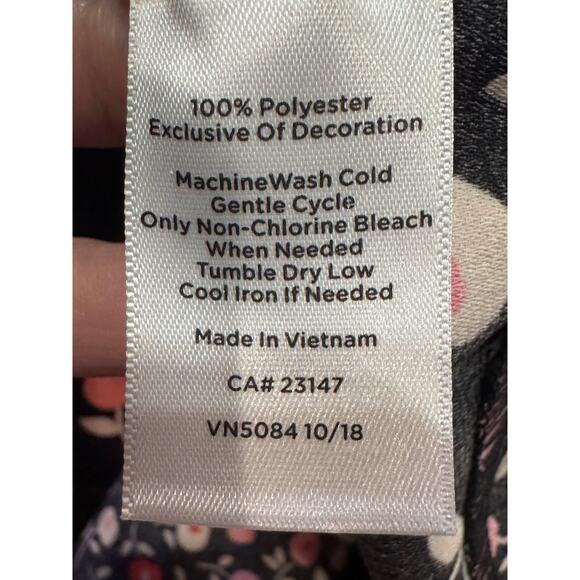 100% Polyester
Exclusive Of Decoration
MachineWash Cold
Gentle Cycle
Only Non-Chlorine Bleach
When Needed
Tumble Dry Low
Cool Iron If Needed
Made In Vietnam
CA# 23147
VN5084 10/18